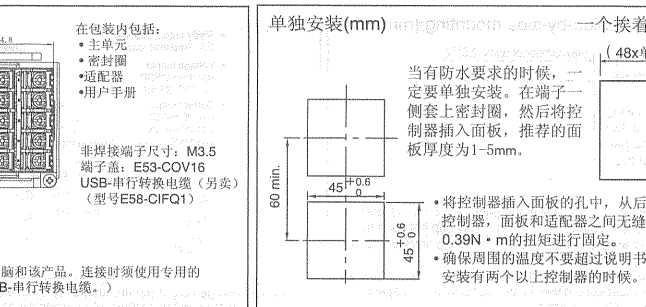 4.8
在包装内包括:
• 主单元
• 密封圈
•适配器
•用户手册
非焊接端子尺寸：M3.5
端子盖：E53-COV16
USB-串行转换电缆（另卖）
（型号E58-CIFQ1）
脑和该产品。连接时须使用专用的
B-串行转换电缆。）
单独安装(mm)
当有防水要求的时候，一
定要单独安装。在端子一
侧套上密封圈，然后将控
制器插入面板，推荐的面
板厚度为1-5mm。
60 min.
45 +0.6 0
45 +0.6 0
一个挨着
(48x单
• 将控制器插入面板的孔中，从后
控制器，面板和适配器之间无缝
0.39N・m的扭矩进行固定。
• 确保周围的温度不要超过说明书
安装有两个以上控制器的时候。